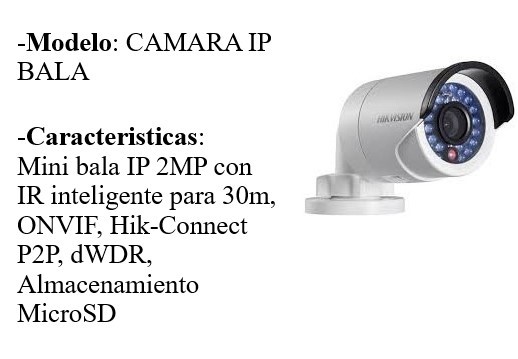 -Modelo: CAMARA IP
BALA
-Caracteristicas:
Mini bala IP 2MP con
IR inteligente para 30m,
ONVIF, Hik-Connect
P2P, dWDR,
Almacenamiento
MicroSD
HIKVISION